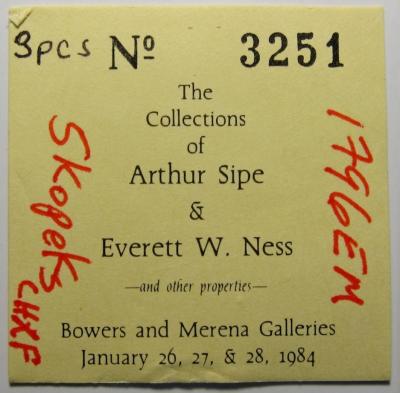 3pcs Nº 3251
The
Collections
of
Arthur Sipe
&
Everett W. Ness
—and other properties—
Bowers and Merena Galleries
January 26, 27, & 28, 1984
5Kopeks
CHXF
1796EM